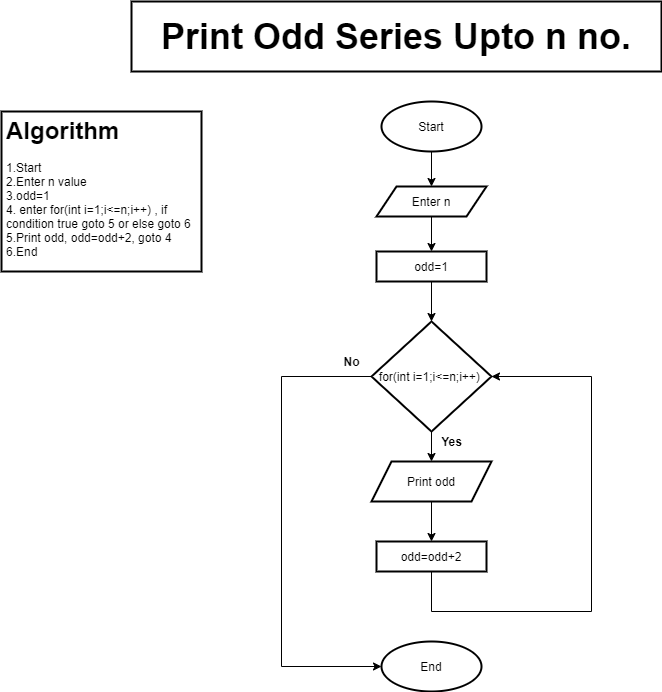 Print Odd Series Upto n no.
Algorithm
1.Start
2.Enter n value
3.odd=1
4. enter for(int i=1;i<=n;i++) , if
condition true goto 5 or else goto 6
5.Print odd, odd=odd+2, goto 4
6.End
Start
Enter n
odd=1
No
for(int i=1;i<=n;i++)
Yes
Print odd
odd=odd+2
End